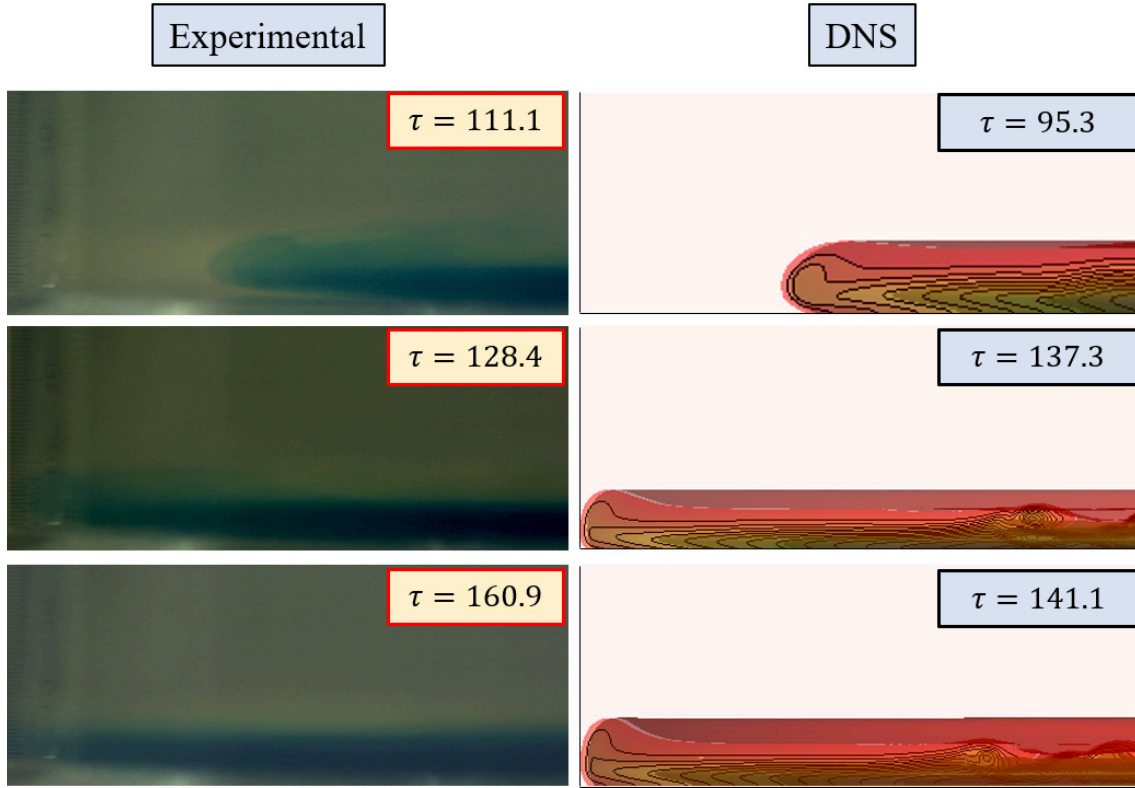 Experimental DNS
τ = 111.1 τ = 95.3
τ = 128.4 τ = 137.3
τ = 160.9 τ = 141.1